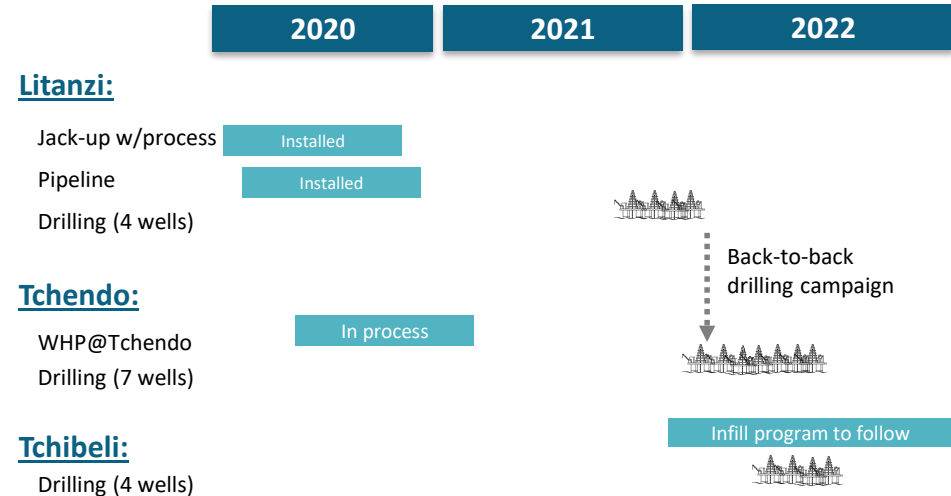 2020 2021 2022
Litanzi:
Jack-up w/process Installed
Pipeline Installed
Drilling (4 wells)
Back-to-back
drilling campaign
Tchendo:
WHP@Tchendo In process
Drilling (7 wells)
Infill program to follow
Tchibeli:
Drilling (4 wells)